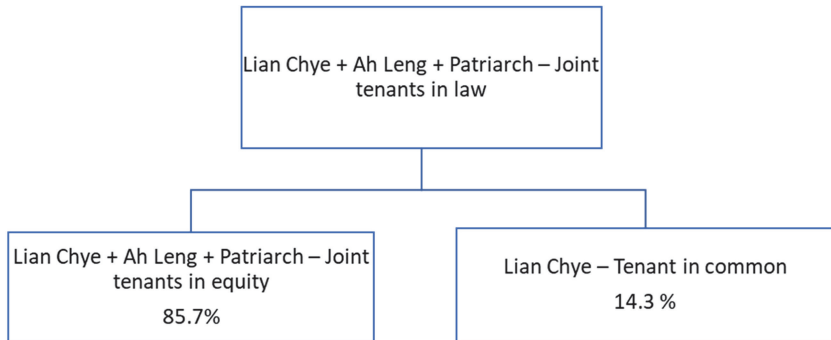 Lian Chye + Ah Leng + Patriarch – Joint
tenants in law
Lian Chye + Ah Leng + Patriarch – Joint
tenants in equity
85.7%
Lian Chye – Tenant in common
14.3 %